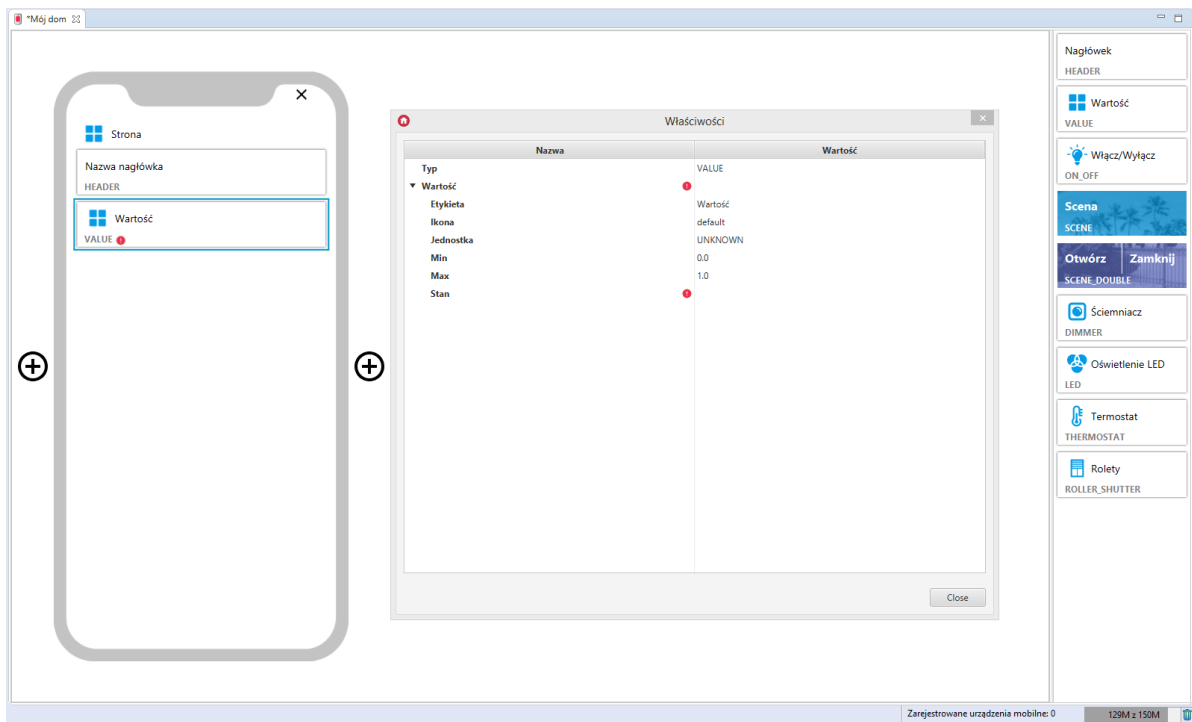 *Mój dom
Strona
Nazwa nagłówka
HEADER
Wartość
VALUE
Właściwości
Nazwa Wartość
Typ VALUE
Wartość
Etykieta Wartość
Ikona default
Jednostka UNKNOWN
Min 0.0
Max 1.0
Stan
Close
Nagłówek
HEADER
Wartość
VALUE
Włącz/Wyłącz
ON_OFF
Scena
SCENE
Otwórz Zamknij
SCENE_DOUBLE
Ściemniacz
DIMMER
Oświetlenie LED
LED
Termostat
THERMOSTAT
Rolety
ROLLER_SHUTTER
Zarejestrowane urządzenia mobilne: 0 129M z 150M